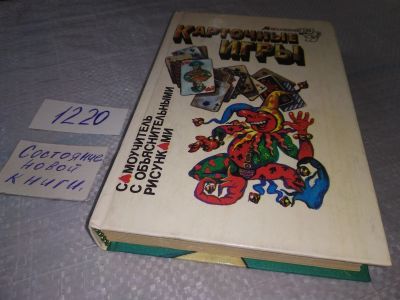 КАРТОЧНЫЕ
ИГРЫ
САМОУЧИТЕЛЬ
С ОБЪЯСНИТЕЛЬНЫМИ
РИСУНКАМИ
1220
Состояние
новой
книги.